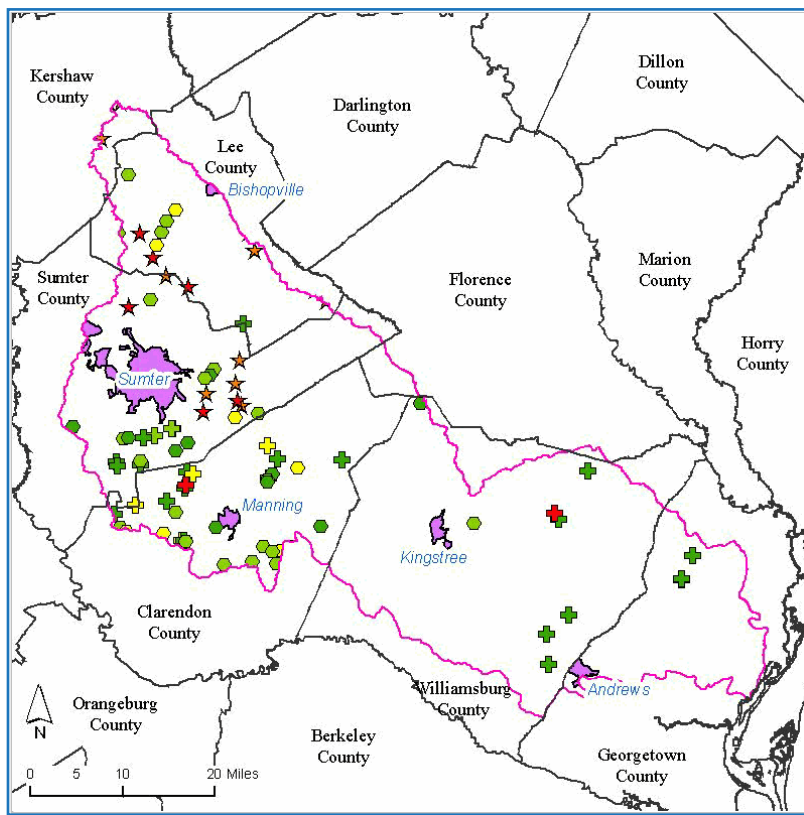 Kershaw
County
Dillon
County
Darlington
County
Lee
County
Bishopville
Marion
County
Sumter
County
Florence
County
Horry
County
Sumter
Manning
Kingstree
Clarendon
County
Andrews
Williamsburg
County
Orangeburg
County
Berkeley
County
Georgetown
County
N
0 5 10 20 Miles